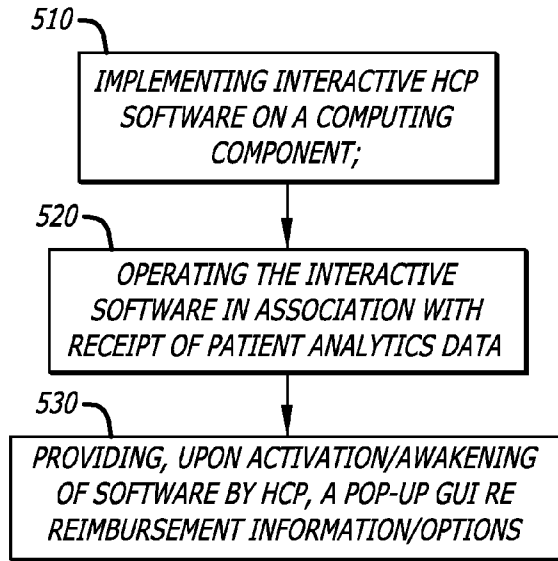 510
IMPLEMENTING INTERACTIVE HCP
SOFTWARE ON A COMPUTING
COMPONENT;
520
OPERATING THE INTERACTIVE
SOFTWARE IN ASSOCIATION WITH
RECEIPT OF PATIENT ANALYTICS DATA
530
PROVIDING, UPON ACTIVATION/AWAKENING
OF SOFTWARE BY HCP, A POP-UP GUI RE
REIMBURSEMENT INFORMATION/OPTIONS